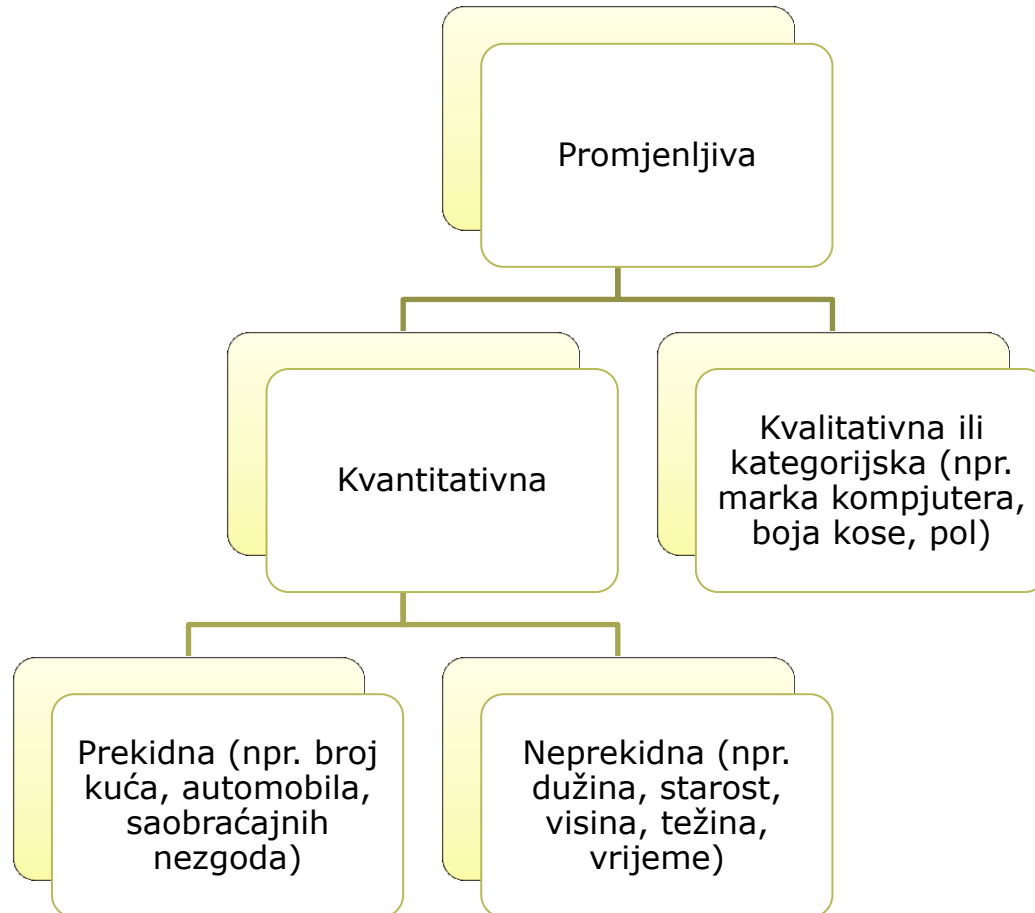 Promjenljiva
Kvantitativna
Kvalitativna ili
kategorijska (npr.
marka kompjutera,
boja kose, pol)
Prekidna (npr. broj
kuća, automobila,
saobraćajnih
nezgoda)
Neprekidna (npr.
dužina, starost,
visina, težina,
vrijeme)